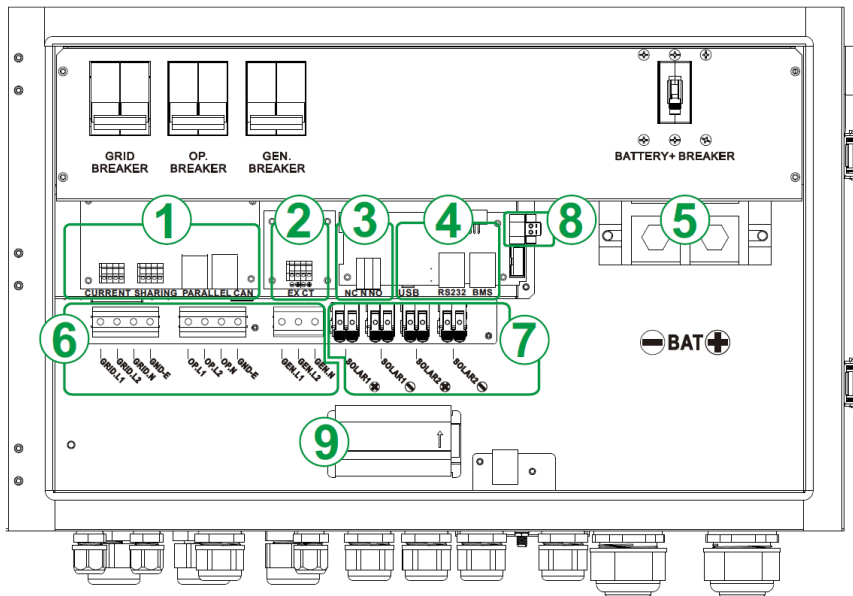 GRID
BREAKER
OP.
BREAKER
GEN.
BREAKER
BATTERY+ BREAKER
1
2
3
4
8
5
CURRENT SHARING PARALLEL CAN
EX CT
NC N NO
USB
RS232
BMS
6
7
GRID.L1
GRID.L2
GRID.N
GND-E
OP.L1
OP.L2
OP.N
GND-E
GEN.L1
GEN.L2
GEN.N
SOLAR1 +
SOLAR1 -
SOLAR2 +
SOLAR2 -
- BAT +
9